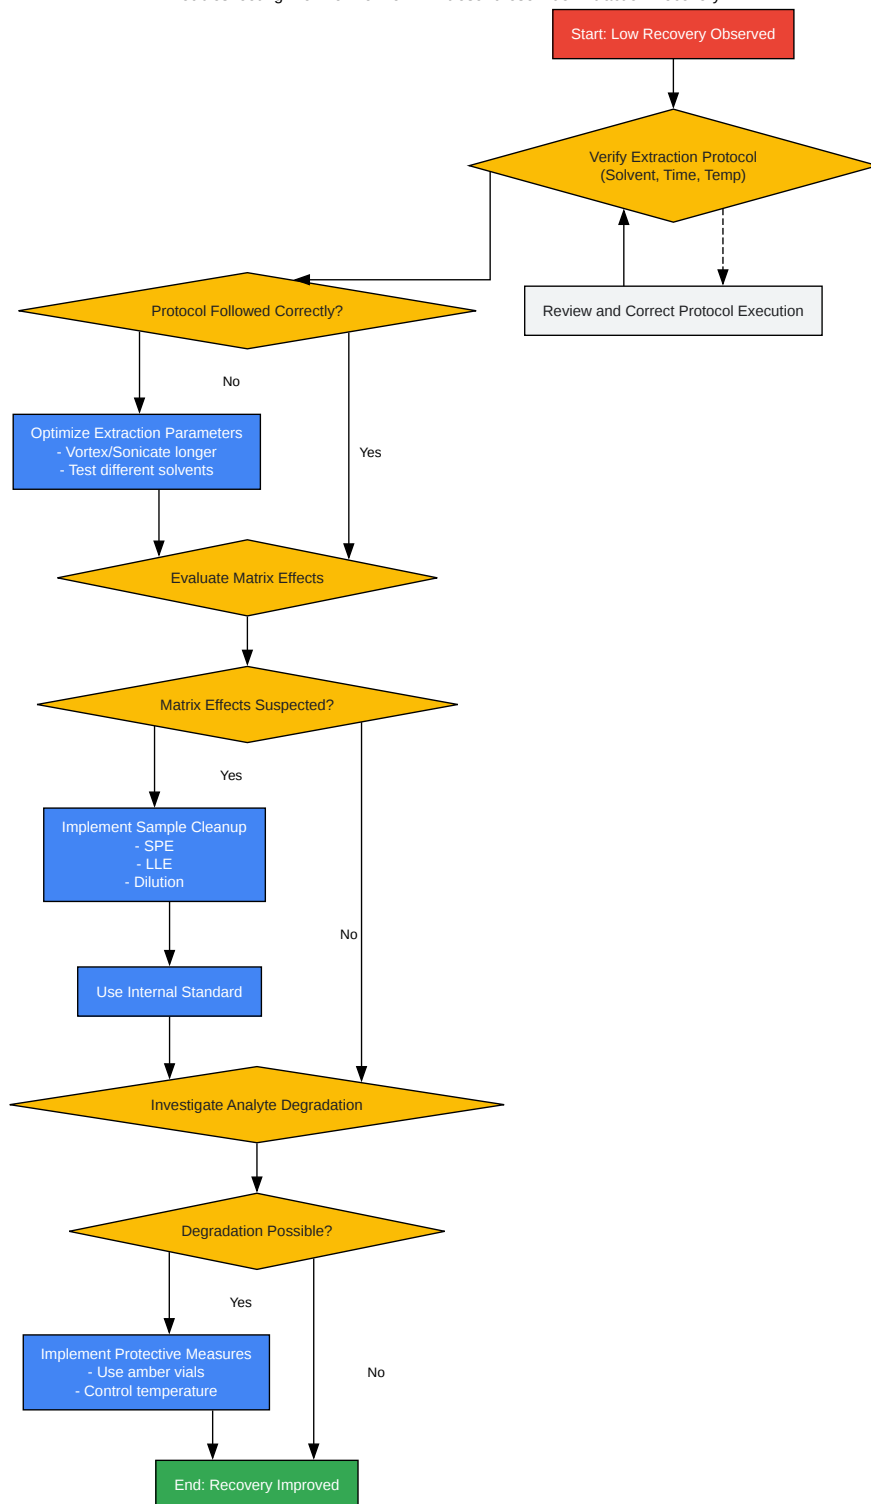 Start: Low Recovery Observed
Verify Extraction Protocol
(Solvent, Time, Temp)
Protocol Followed Correctly?
Review and Correct Protocol Execution
No
Optimize Extraction Parameters
- Vortex/Sonicate longer
- Test different solvents
Yes
Evaluate Matrix Effects
Matrix Effects Suspected?
Yes
Implement Sample Cleanup
- SPE
- LLE
- Dilution
No
Use Internal Standard
Investigate Analyte Degradation
Degradation Possible?
Yes
Implement Protective Measures
- Use amber vials
- Control temperature
No
End: Recovery Improved